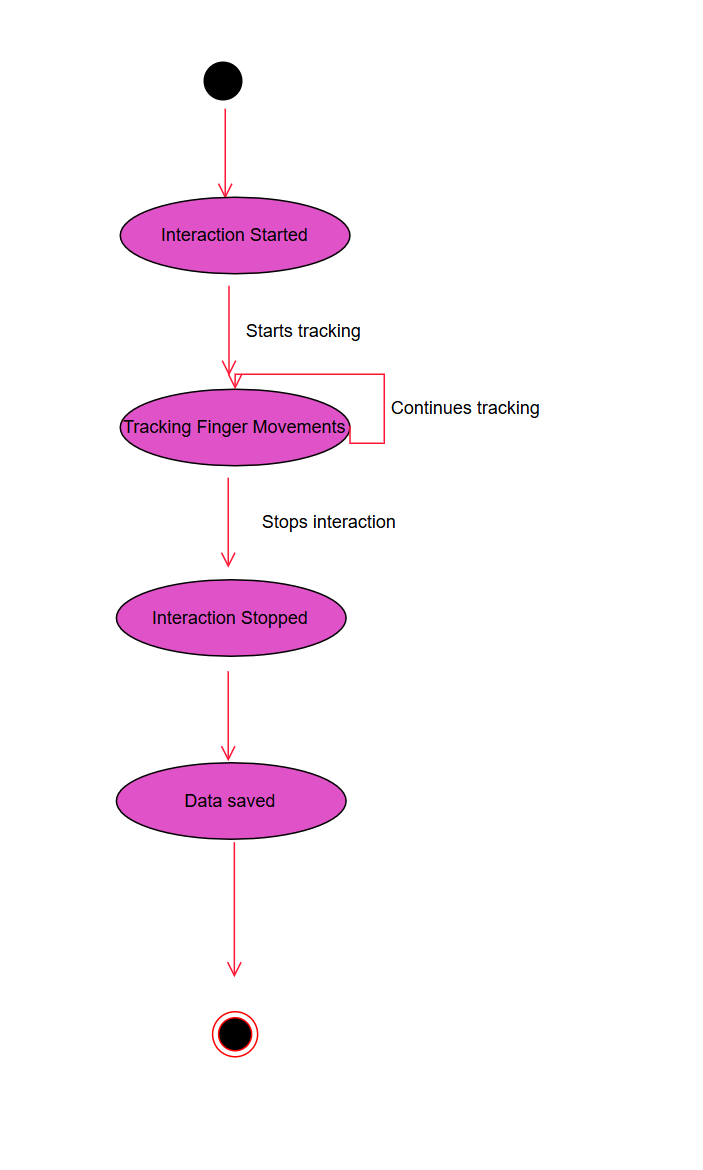 Interaction Started
Starts tracking
Continues tracking
Tracking Finger Movements
Stops interaction
Interaction Stopped
Data saved